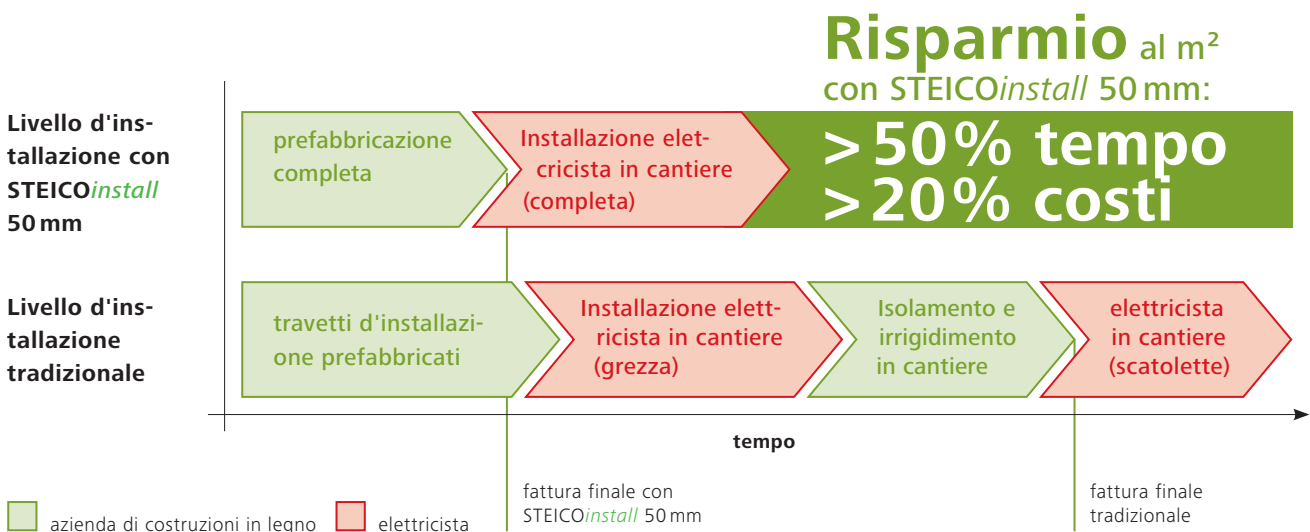 Risparmio al m²
con STEICOinstall 50 mm:
> 50 % tempo
> 20 % costi
Livello d'ins-
tallazione con
STEICOinstall
50 mm
prefabbricazione
completa
Installazione elet-
cricista in cantiere
(completa)
Livello d'ins-
tallazione
tradizionale
travetti d'installazi-
one prefabbricati
Installazione elett-
ricista in cantiere
(grezza)
Isolamento e
irrigidimento
in cantiere
elettricista
in cantiere
(scatolette)
tempo
fattura finale con
STEICOinstall 50 mm
fattura finale
tradizionale
azienda di costruzioni in legno
elettricista